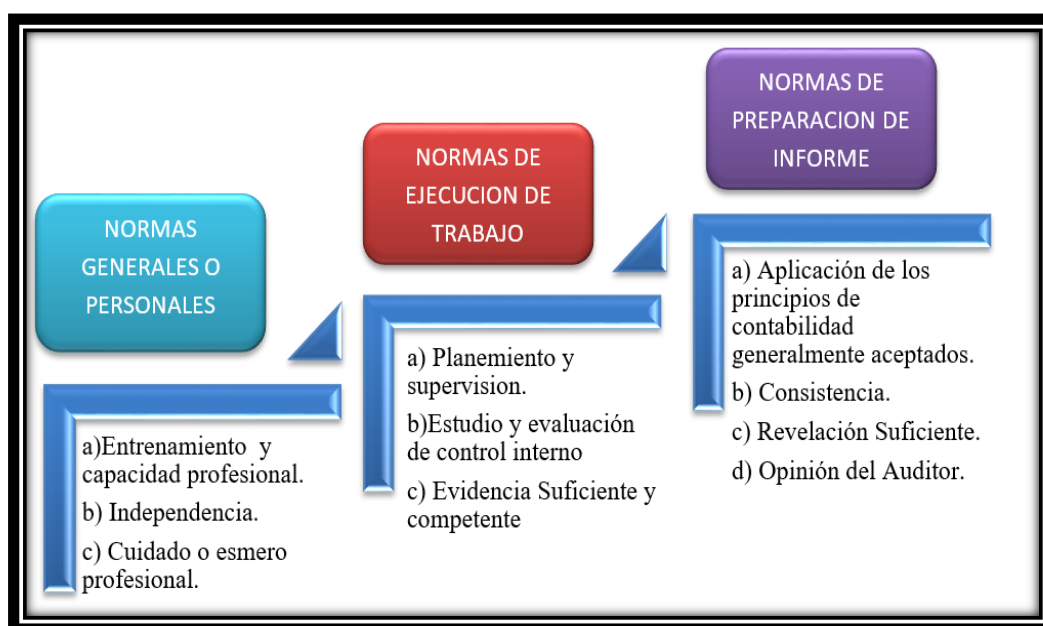 NORMAS
GENERALES O
PERSONALES
a)Entrenamiento y
capacidad profesional.
b) Independencia.
c) Cuidado o esmero
profesional.
NORMAS DE
EJECUCION DE
TRABAJO
a) Planemiento y
supervision.
b)Estudio y evaluación
de control interno
c) Evidencia Suficiente y
competente
NORMAS DE
PREPARACION DE
INFORME
a) Aplicación de los
principios de
contabilidad
generalmente aceptados.
b) Consistencia.
c) Revelación Suficiente.
d) Opinión del Auditor.